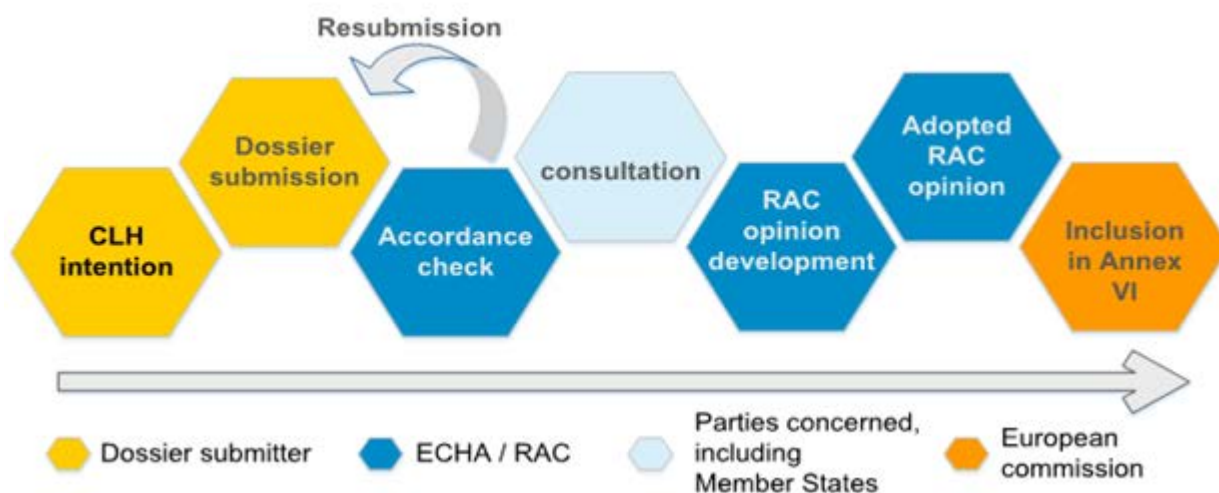 Resubmission
CLH
intention
Dossier
submission
Accordance
check
consultation
RAC
opinion
development
Adopted
RAC
opinion
Inclusion
in Annex
VI
Dossier submitter
ECHA / RAC
Parties concerned,
including
Member States
European
commission